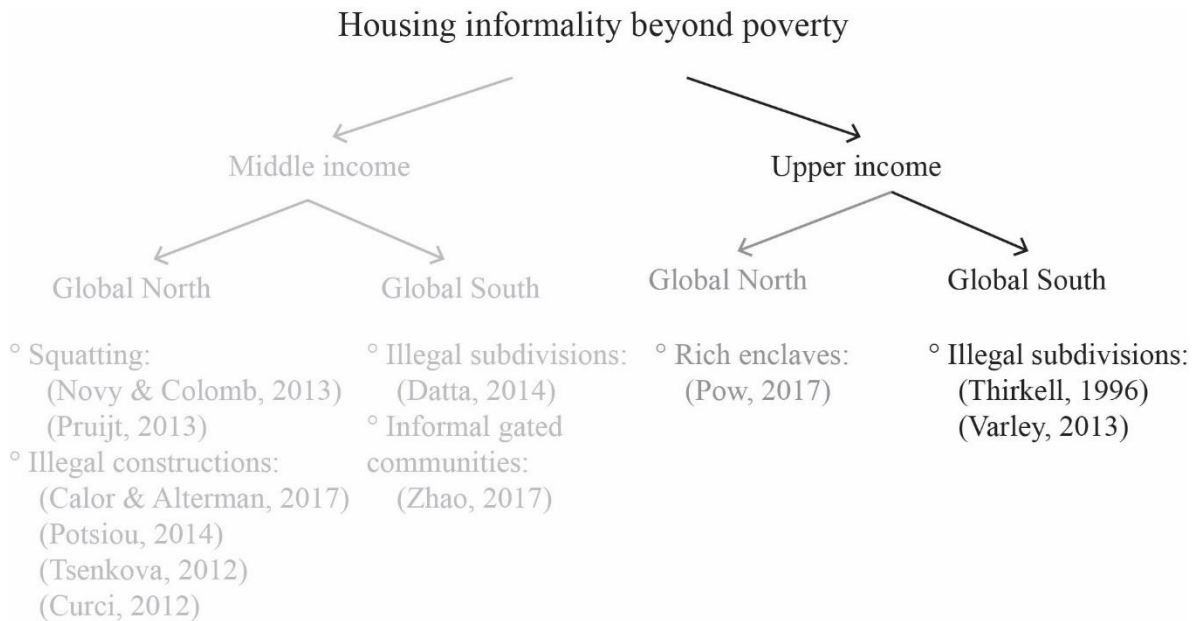 Housing informality beyond poverty
Middle income
Upper income
Global North
Global South
Global North
Global South
° Squatting:
(Novy & Colomb, 2013)
(Pruijt, 2013)
° Illegal constructions:
(Calor & Alterman, 2017)
(Potsiou, 2014)
(Tsenkova, 2012)
(Curci, 2012)
° Illegal subdivisions:
(Datta, 2014)
° Informal gated
communities:
(Zhao, 2017)
° Rich enclaves:
(Pow, 2017)
° Illegal subdivisions:
(Thirkell, 1996)
(Varley, 2013)